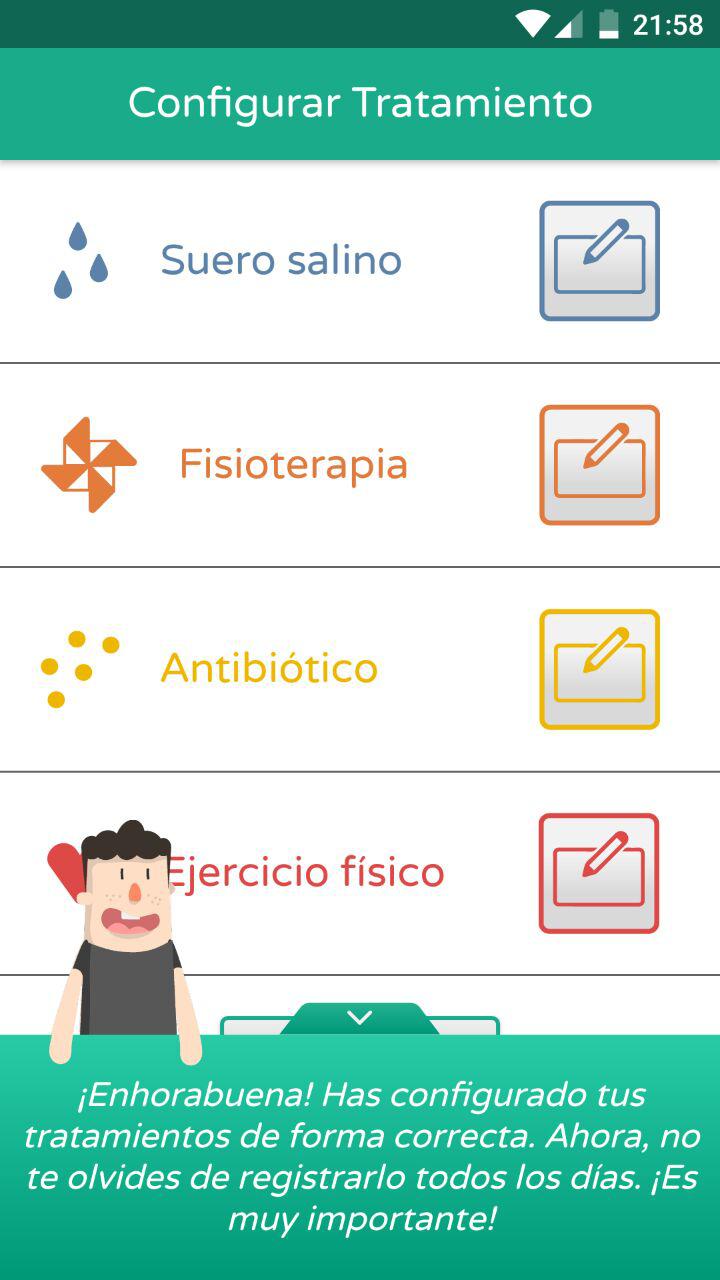 21:58
Configurar Tratamiento
Suero salino
Fisioterapia
Antibiótico
Ejercicio físico
¡Enhorabuena! Has configurado tus
tratamientos de forma correcta. Ahora, no
te olvides de registrarlo todos los días. ¡Es
muy importante!